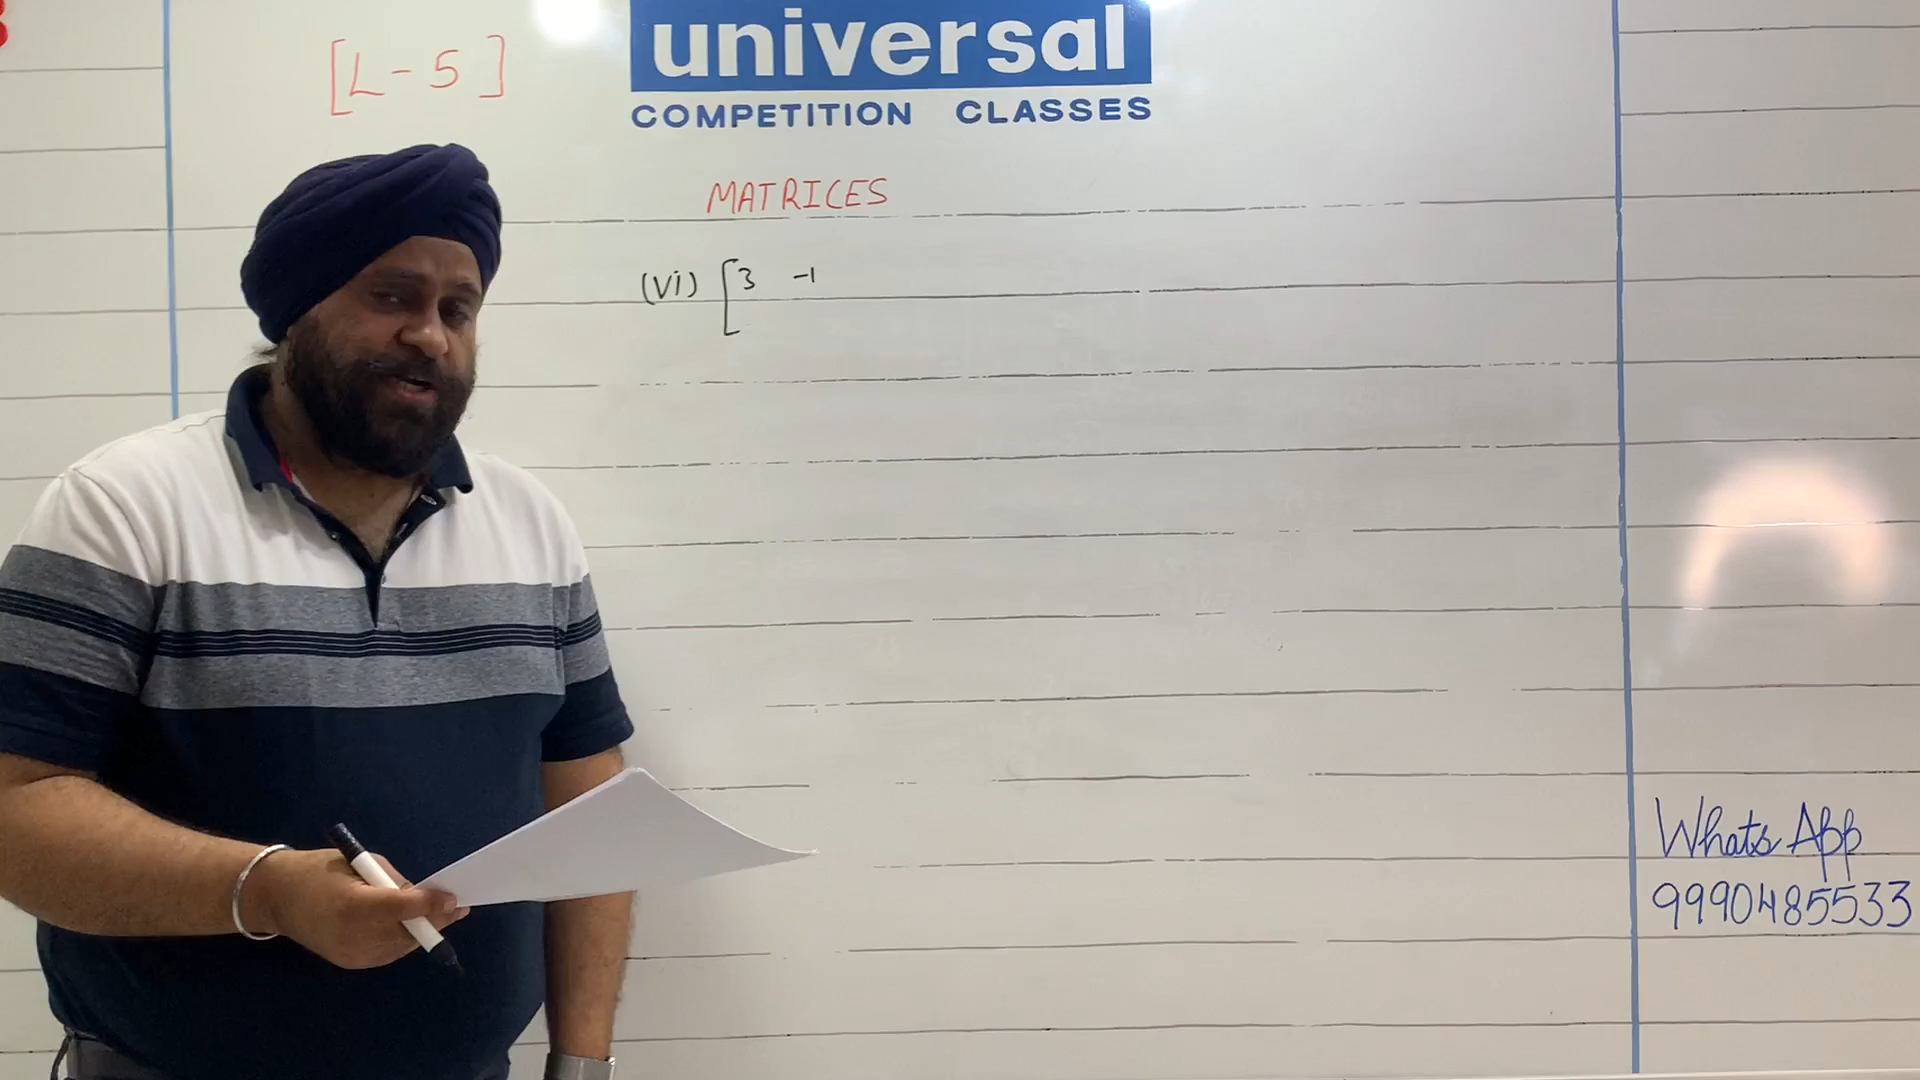 [L-5]
universal
COMPETITION CLASSES
MATRICES
(vi) [3 -1
WhatsApp
9990485533